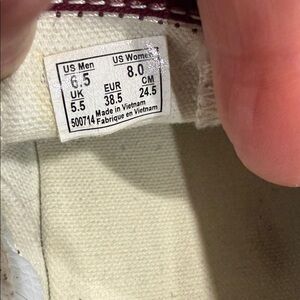 US Men US Women
6.5 8.0
UK EUR CM
5.5 38.5 24.5
Made in Vietnam
500714 Fabrique en Vietnam